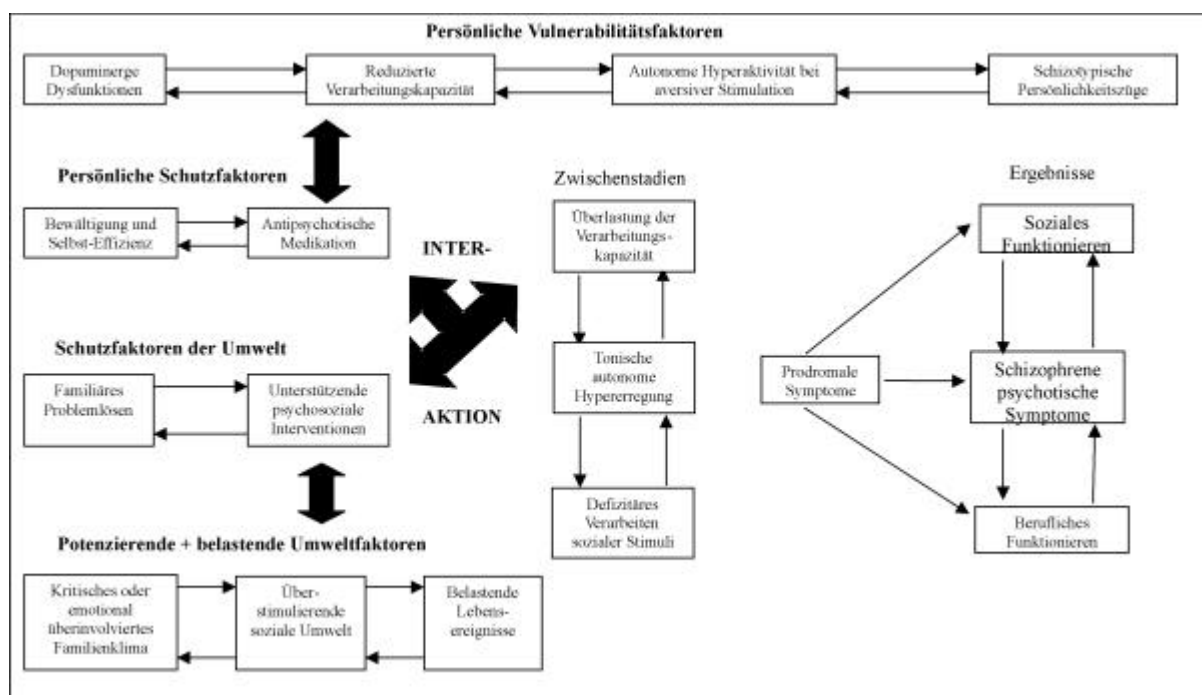 Persönliche Vulnerabilitätsfaktoren
Dopaminerge
Dysfunktionen
Reduzierte
Verarbeitungskapazität
Autonome Hyperaktivität bei
aversiver Stimulation
Schizotypische
Persönlichkeitszüge
Persönliche Schutzfaktoren
Bewältigung und
Selbst-Effizienz
Antipsychotische
Medikation
Schutzfaktoren der Umwelt
Familiäres
Problemlösen
Unterstützende
psychosoziale
Interventionen
Potenzierende + belastende Umweltfaktoren
Kritisches oder
emotional
überinvolviertes
Familienklima
Über-
stimulierende
soziale Umwelt
Belastende
Lebens-
ereignisse
INTER-
AKTION
Zwischenstadien
Überlastung der
Verarbeitungs-
kapazität
Tonische
autonome
Hypererregung
Defizitäres
Verarbeiten
sozialer Stimuli
Prodromale
Symptome
Ergebnisse
Soziales
Funktionieren
Schizophrene
psychotische
Symptome
Berufliches
Funktionieren